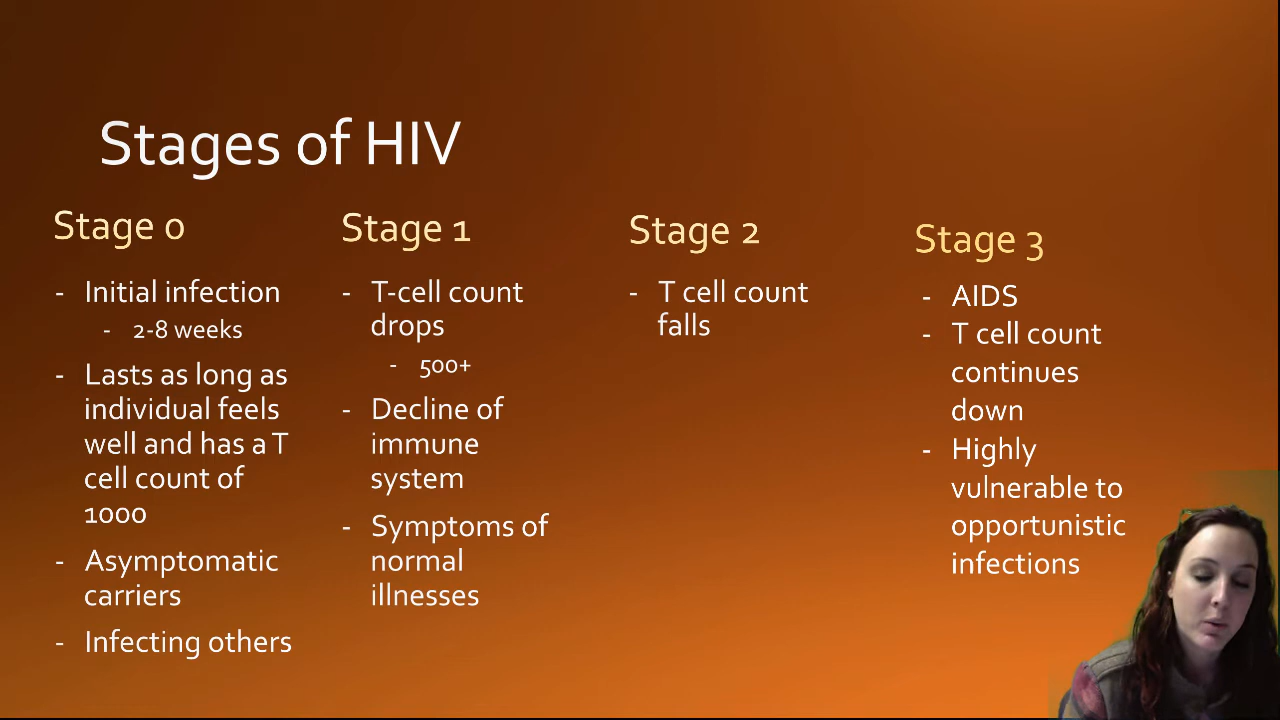 Stages of HIV
Stage 0
- Initial infection
- 2-8 weeks
- Lasts as long as
individual feels
well and has a T
cell count of
1000
- Asymptomatic
carriers
- Infecting others
Stage 1
- T-cell count
drops
- 500+
- Decline of
immune
system
- Symptoms of
normal
illnesses
Stage 2
- T cell count
falls
Stage 3
- AIDS
- T cell count
continues
down
- Highly
vulnerable to
opportunistic
infections